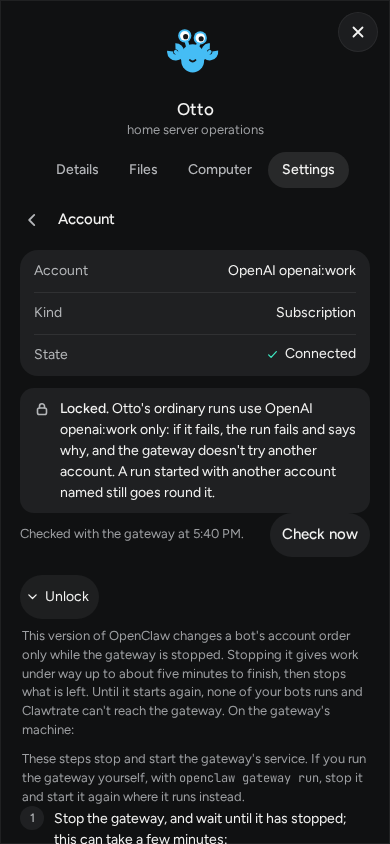 Otto
home server operations
Details Files Computer Settings
Account
Account OpenAI openai:work
Kind Subscription
State Connected
Locked. Otto's ordinary runs use OpenAI
openai:work only: if it fails, the run fails and says
why, and the gateway doesn't try another
account. A run started with another account
named still goes round it.
Checked with the gateway at 5:40 PM. Check now
Unlock
This version of OpenClaw changes a bot's account order
only while the gateway is stopped. Stopping it gives work
under way up to about five minutes to finish, then stops
what is left. Until it starts again, none of your bots runs and
Clawtrate can't reach the gateway. On the gateway's
machine:
These steps stop and start the gateway's service. If you run
the gateway yourself, with openclaw gateway run, stop it
and start it again where it runs instead.
1 Stop the gateway, and wait until it has stopped;
this can take a few minutes: